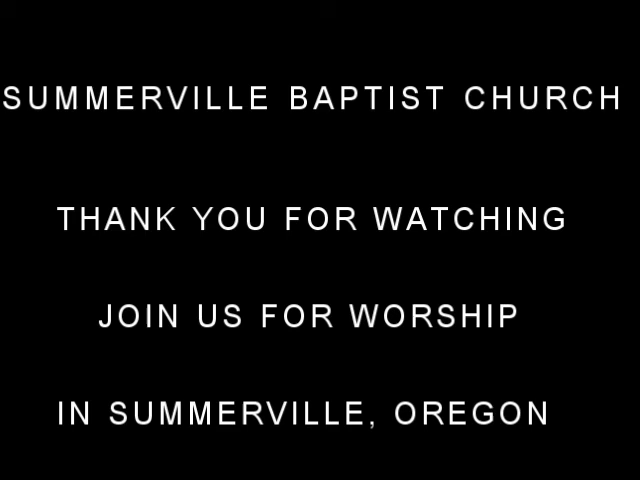 SUMMERVILLE BAPTIST CHURCH
THANK YOU FOR WATCHING
JOIN US FOR WORSHIP
IN SUMMERVILLE, OREGON